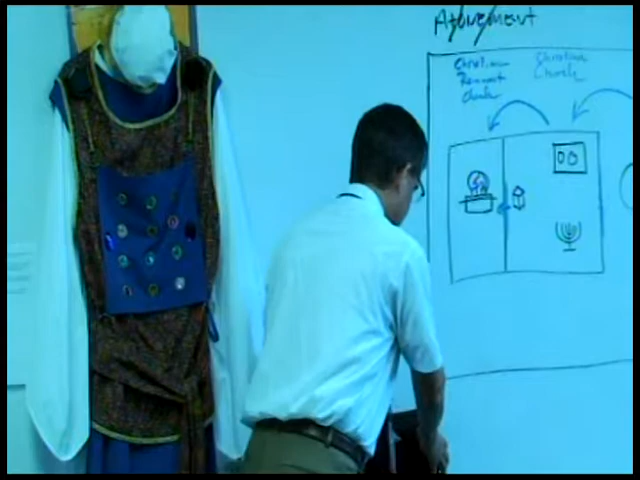 Atonement
Christian
Remnant
Church
Christian
Church